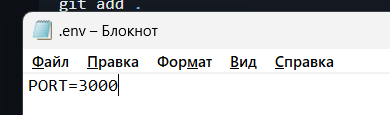 git add .
.env – Блокнот
Файл Правка Формат Вид Справка
PORT=3000